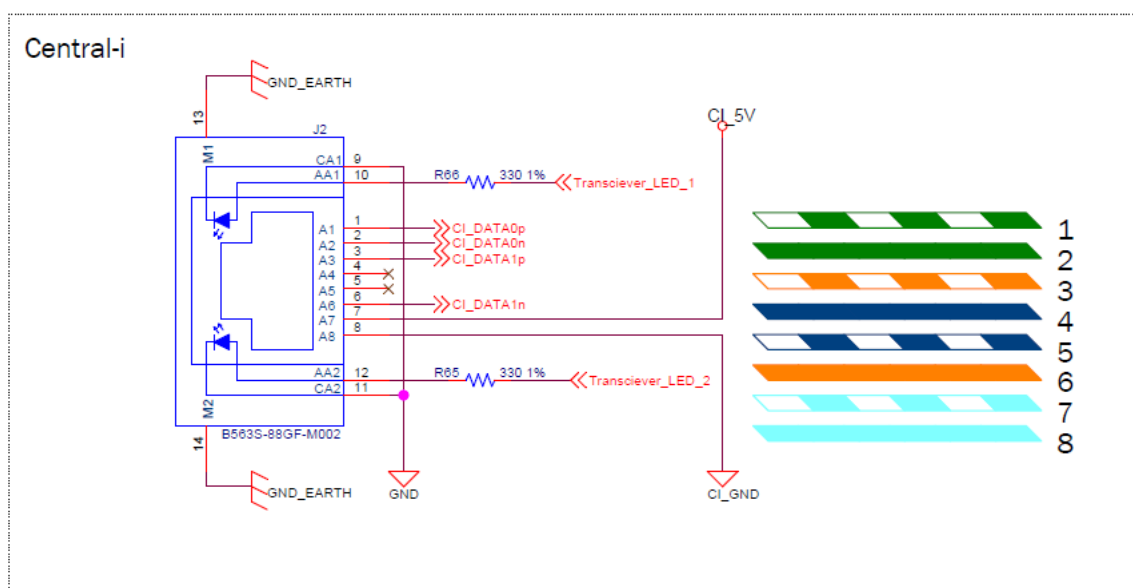 Central-i
GND_EARTH
13
J2
CI_5V
M1
CA1 9
AA1 10 R66 330 1% Transciever_LED_1
A1 1 CI_DATA0p
A2 2 CI_DATA0n
A3 3 CI_DATA1p
A4 4
A5 5
A6 6 CI_DATA1n
A7 7
A8 8
AA2 12 R65 330 1% Transciever_LED_2
CA2 11
M2
B563S-88GF-M002
14
GND_EARTH
GND
CI_GND
1
2
3
4
5
6
7
8